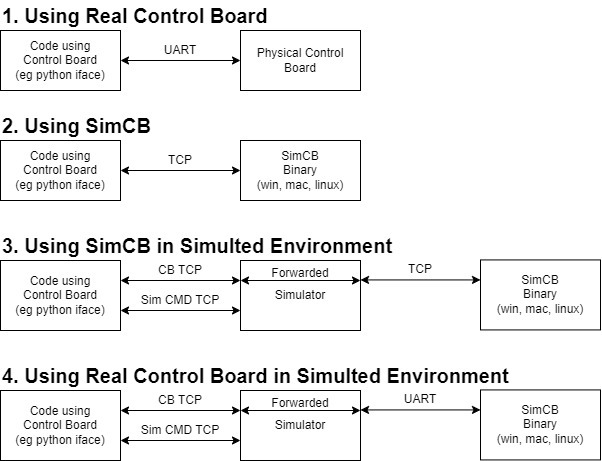 1. Using Real Control Board
Code using
Control Board
(eg python iface)
UART
Physical Control
Board
2. Using SimCB
Code using
Control Board
(eg python iface)
TCP
SimCB
Binary
(win, mac, linux)
3. Using SimCB in Simulted Environment
Code using
Control Board
(eg python iface)
CB TCP
Sim CMD TCP
Forwarded
Simulator
TCP
SimCB
Binary
(win, mac, linux)
4. Using Real Control Board in Simulted Environment
Code using
Control Board
(eg python iface)
CB TCP
Sim CMD TCP
Forwarded
Simulator
UART
SimCB
Binary
(win, mac, linux)